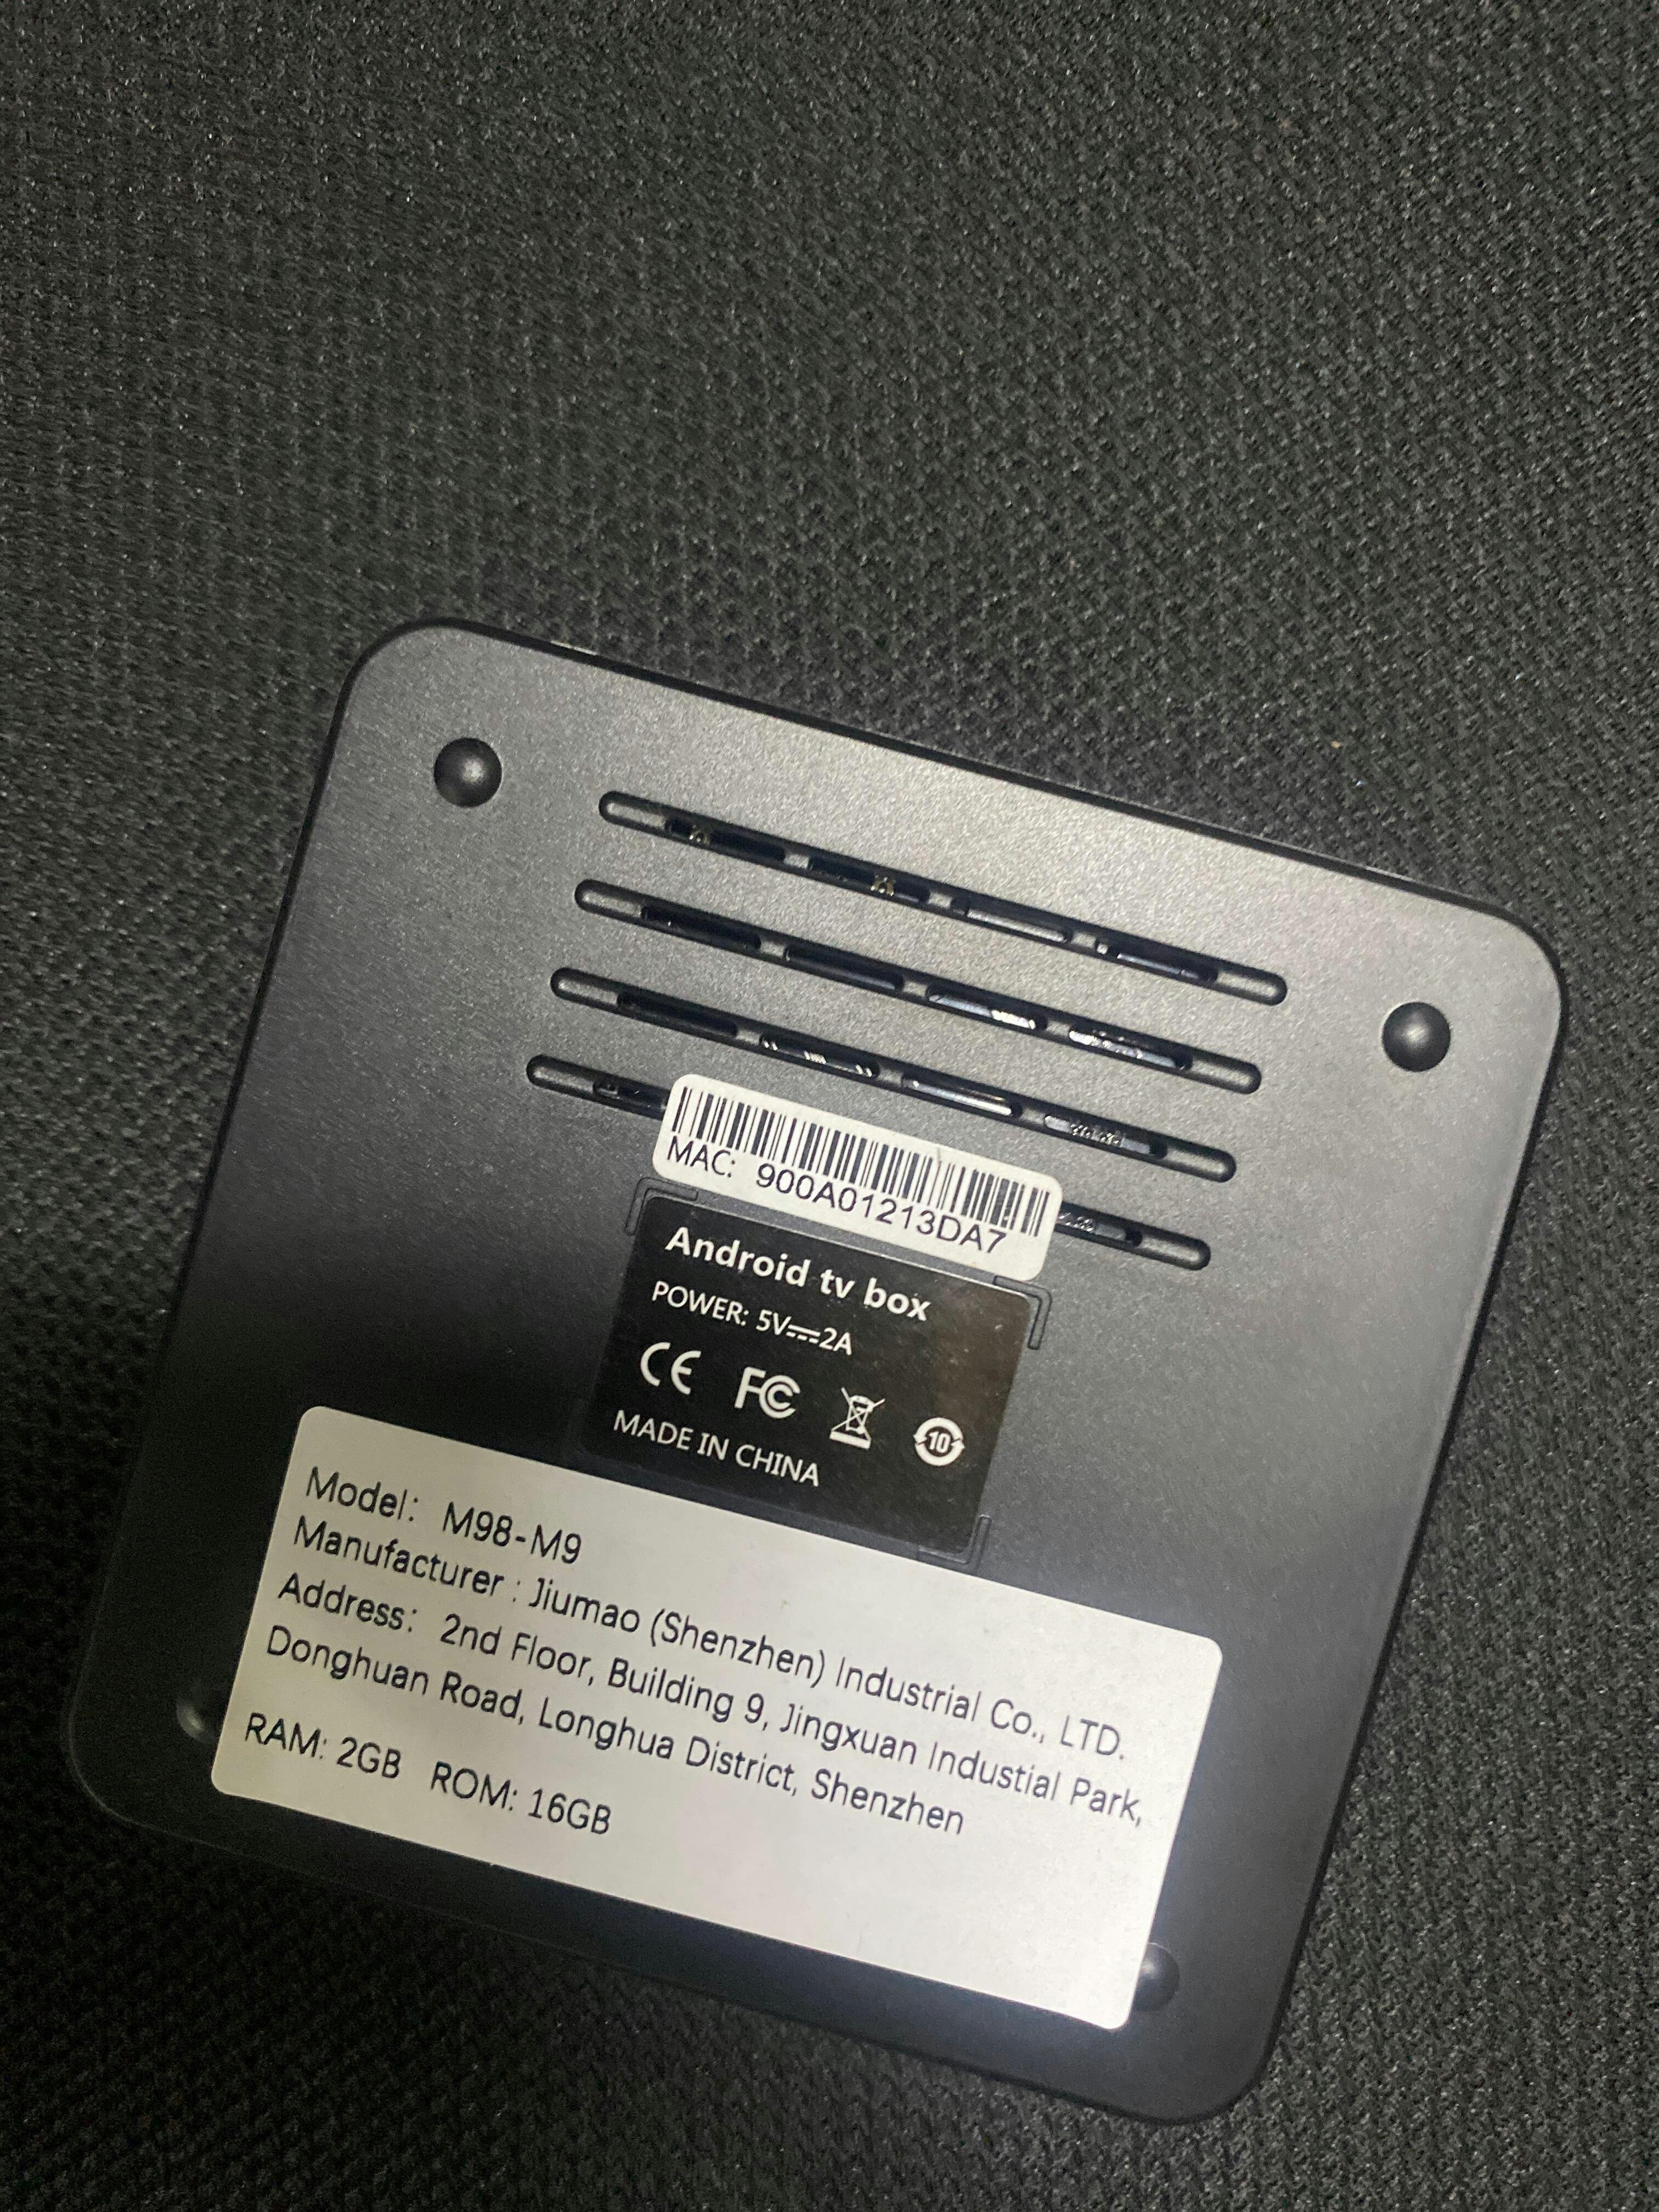 MAC: 900A01213DA7
Android tv box
POWER: 5V⎓2A
CE FC 10
MADE IN CHINA
Model: M98-M9
Manufacturer : Jiumao (Shenzhen) Industrial Co., LTD.
Address: 2nd Floor, Building 9, Jingxuan Industial Park,
Donghuan Road, Longhua District, Shenzhen
RAM: 2GB ROM: 16GB